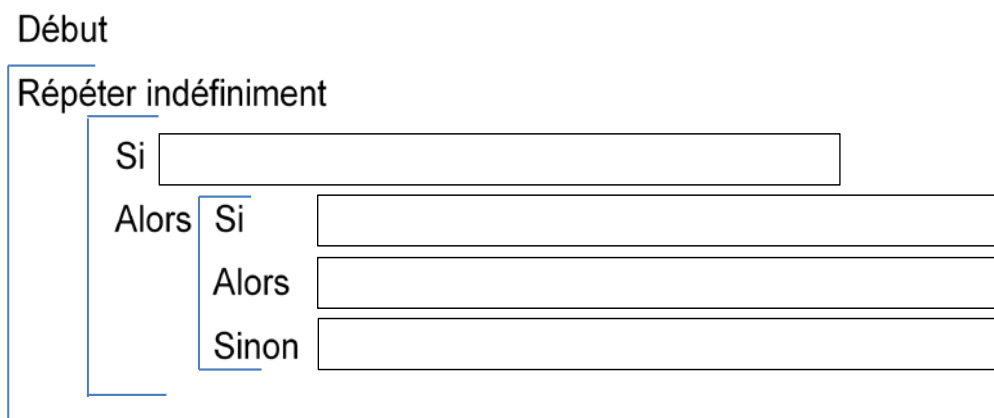 Début
Répéter indéfiniment
Si
Alors Si
Alors
Sinon